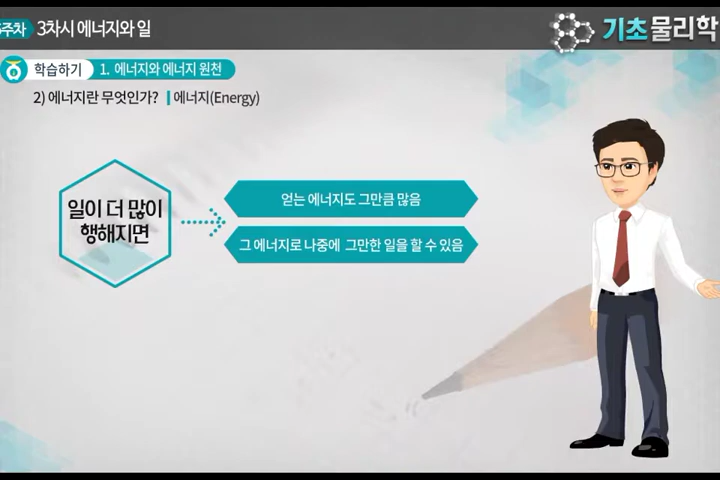 주차 3차시 에너지와 일
기초물리학
학습하기 1. 에너지와 에너지 원천
2) 에너지란 무엇인가? 에너지(Energy)
일이 더 많이
행해지면
얻는 에너지도 그만큼 많음
그 에너지로 나중에 그만한 일을 할 수 있음